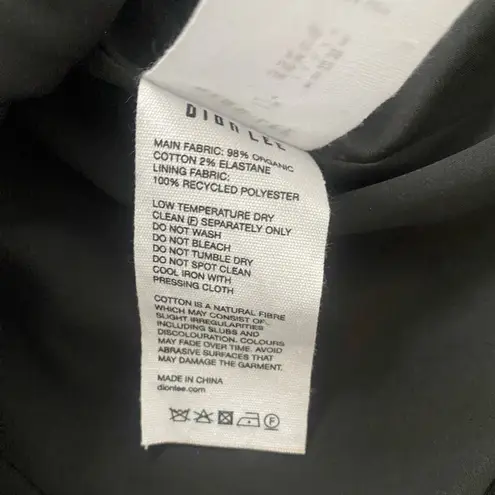 DION LEE
MAIN FABRIC: 98% ORGANIC
COTTON 2% ELASTANE
LINING FABRIC:
100% RECYCLED POLYESTER
LOW TEMPERATURE DRY
CLEAN (F) SEPARATELY ONLY
DO NOT WASH
DO NOT BLEACH
DO NOT TUMBLE DRY
DO NOT SPOT CLEAN
COOL IRON WITH
PRESSING CLOTH
COTTON IS A NATURAL FIBRE
WHICH MAY CONSIST OF
SLIGHT IRREGULARITIES
INCLUDING SLUBS AND
DISCOLOURATION. COLOURS
MAY FADE OVER TIME. AVOID
ABRASIVE SURFACES AS THIS
MAY DAMAGE THE GARMENT.
MADE IN CHINA
dionlee.com
F